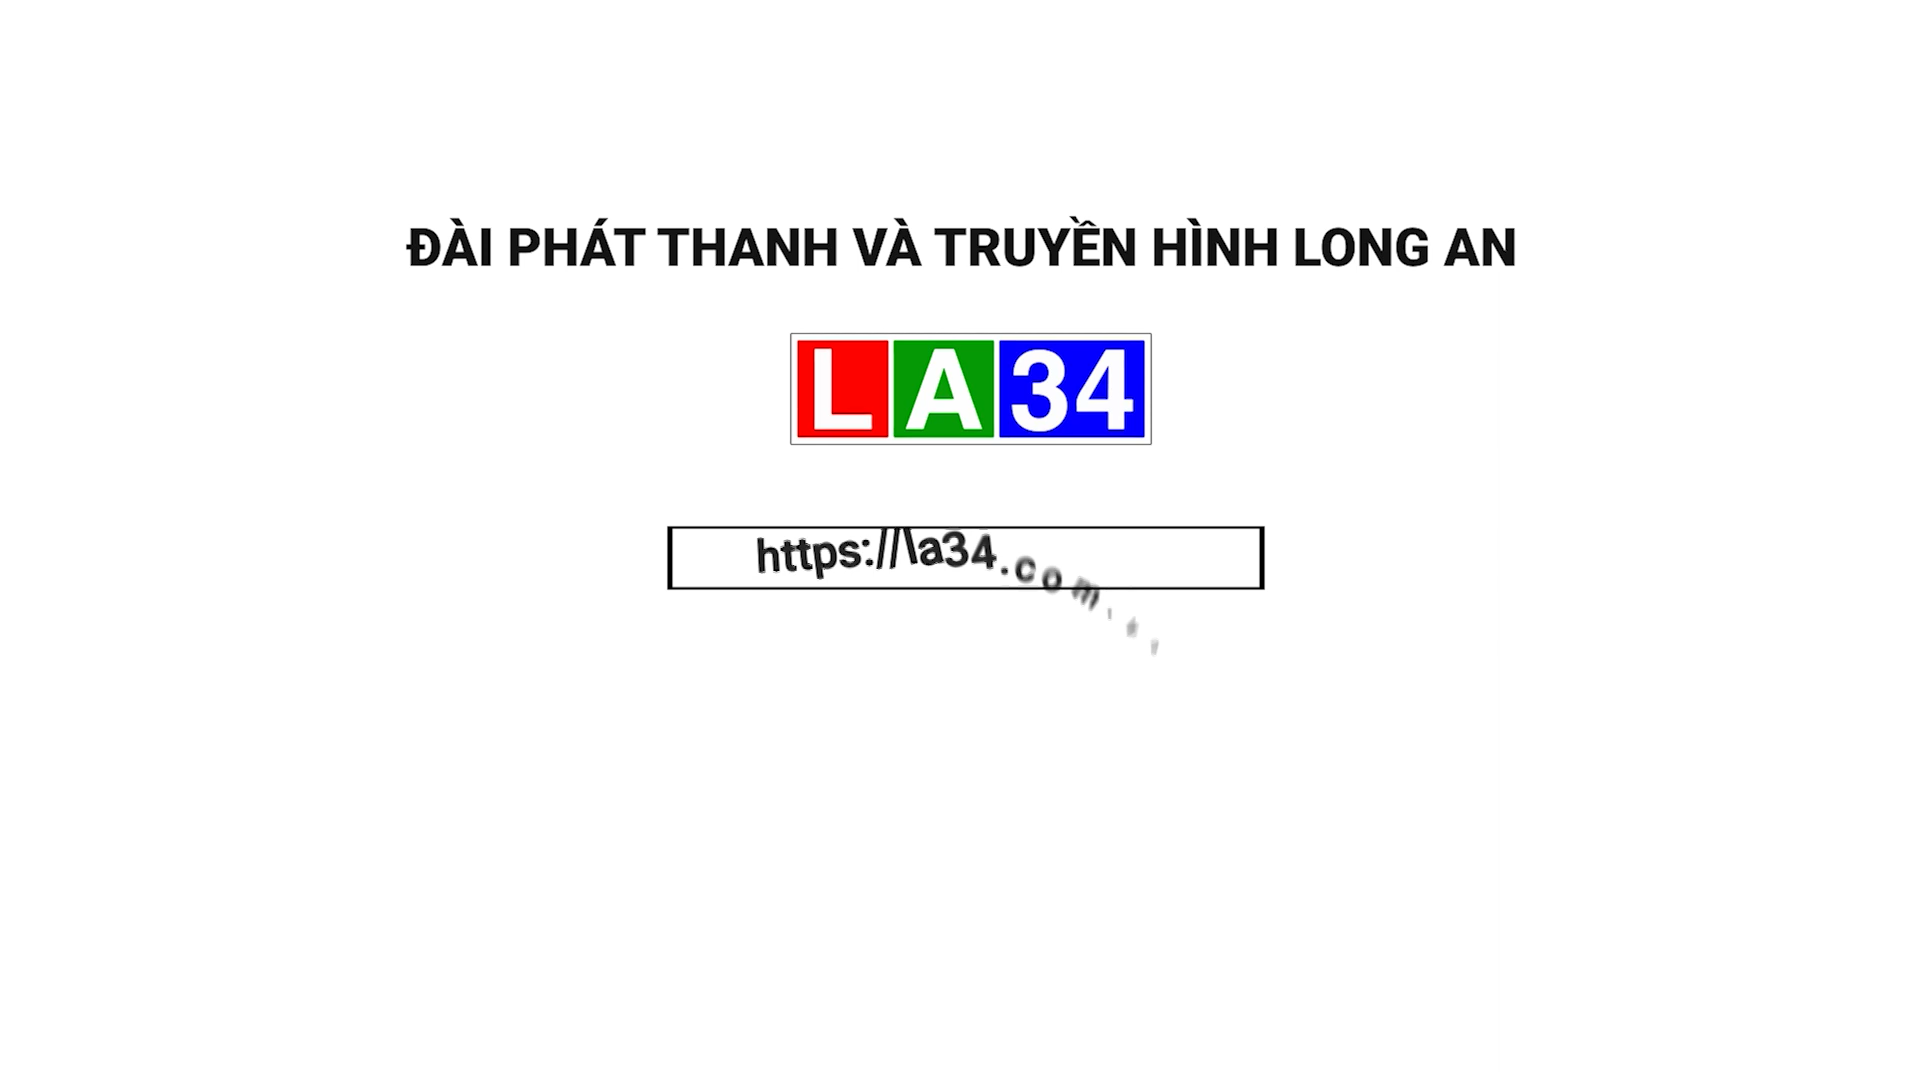 ĐÀI PHÁT THANH VÀ TRUYỀN HÌNH LONG AN
LA34
https://la34.com